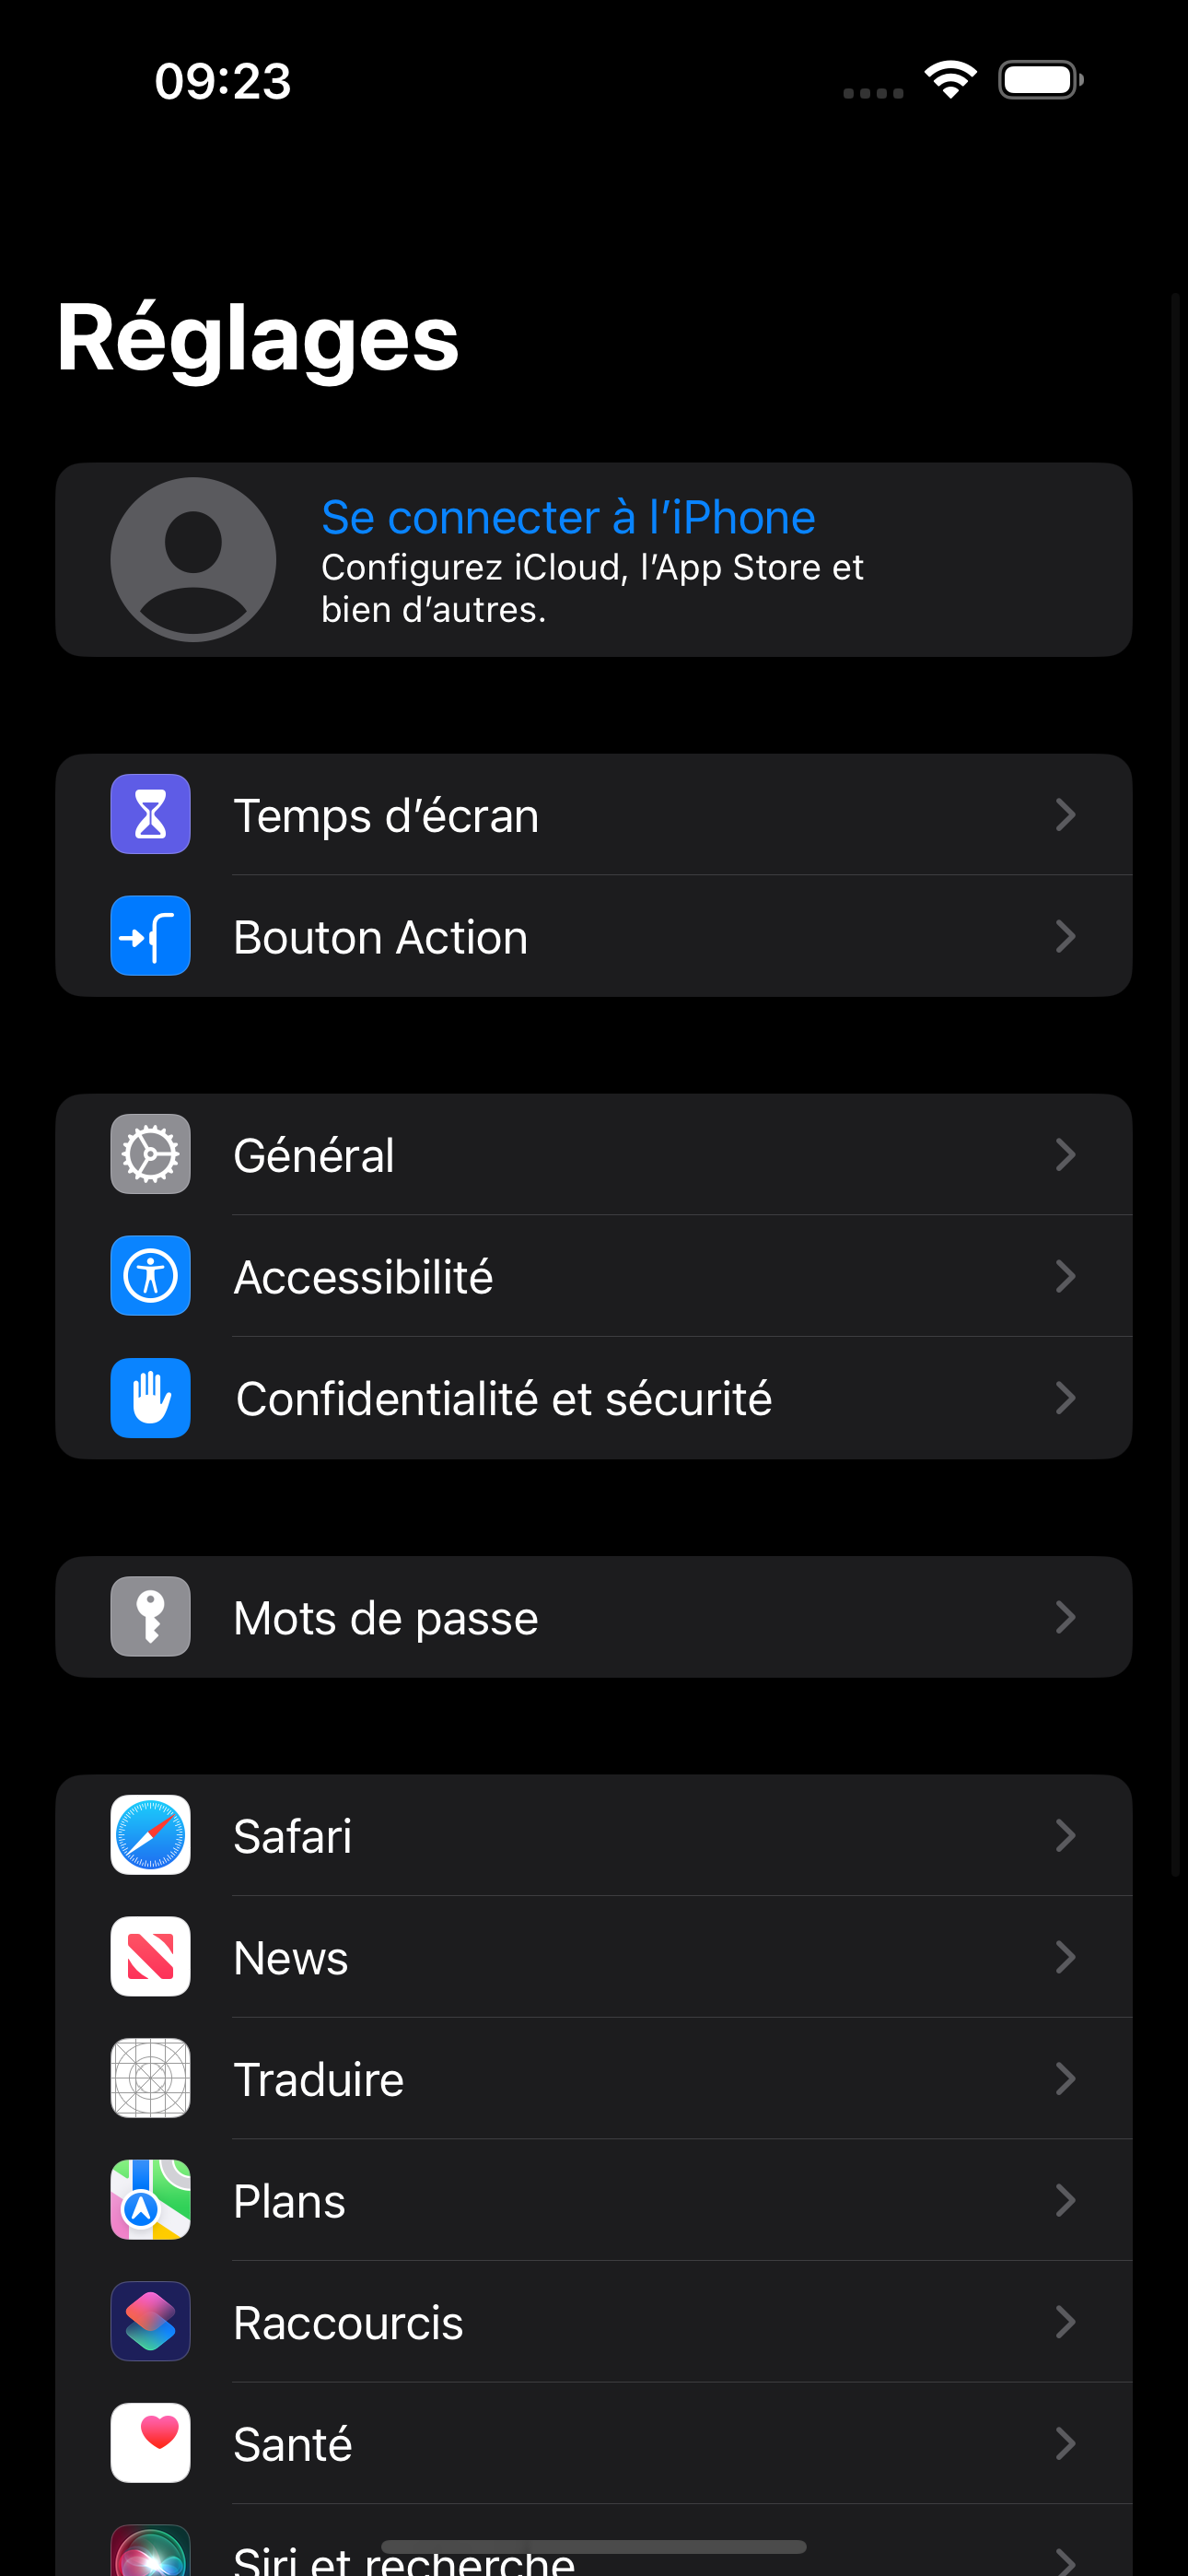 09:23
Réglages
Se connecter à l’iPhone
Configurez iCloud, l’App Store et
bien d’autres.
Temps d’écran
Bouton Action
Général
Accessibilité
Confidentialité et sécurité
Mots de passe
Safari
News
Traduire
Plans
Raccourcis
Santé
Siri et recherche